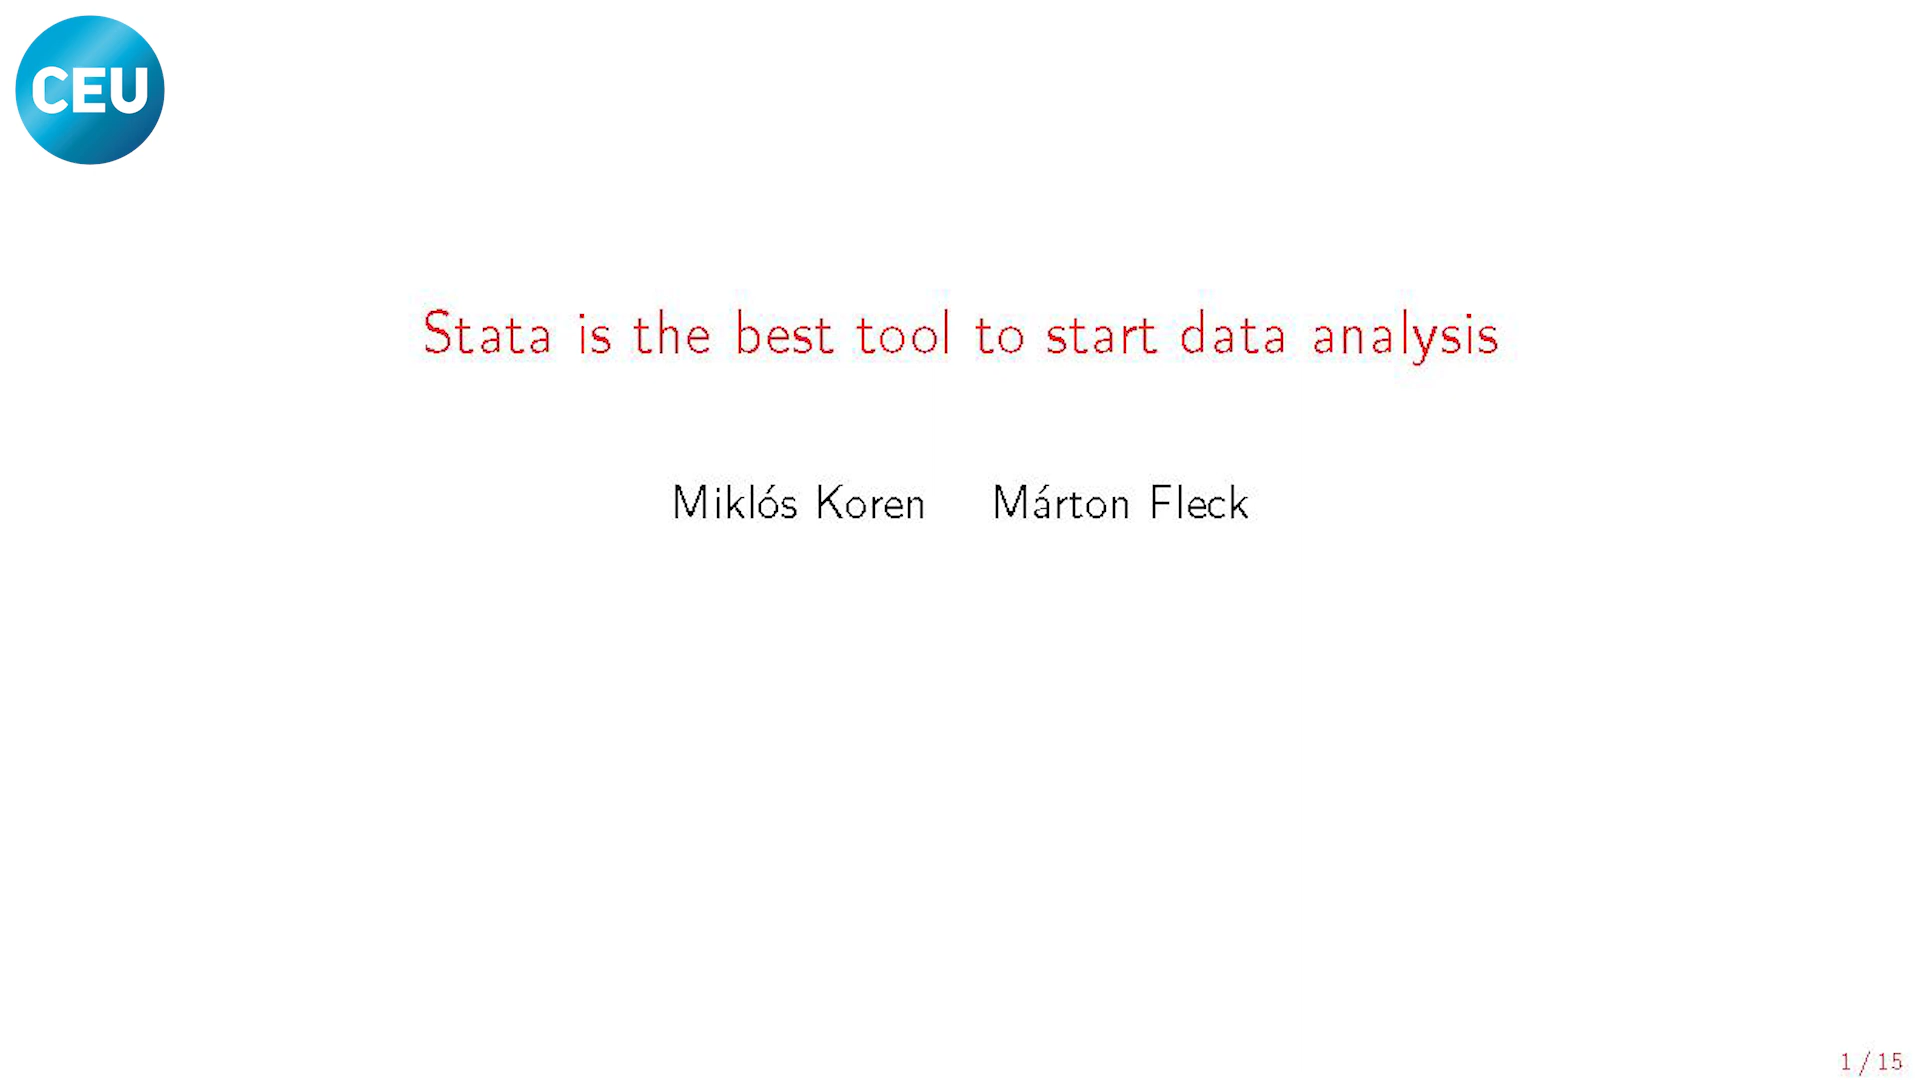 CEU
Stata is the best tool to start data analysis
Miklós Koren Márton Fleck
1 / 15